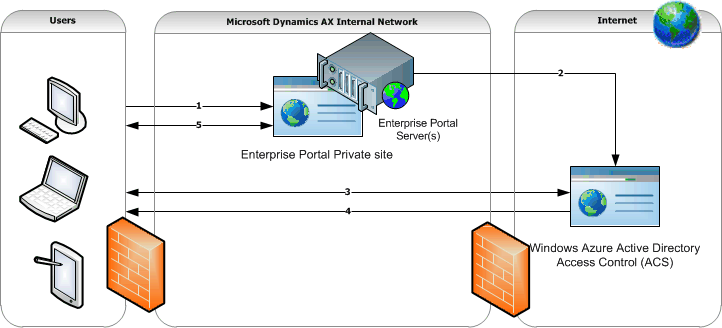 Users
Microsoft Dynamics AX Internal Network
Internet
1
5
2
Enterprise Portal
Server(s)
Enterprise Portal Private site
3
4
Windows Azure Active Directory
Access Control (ACS)